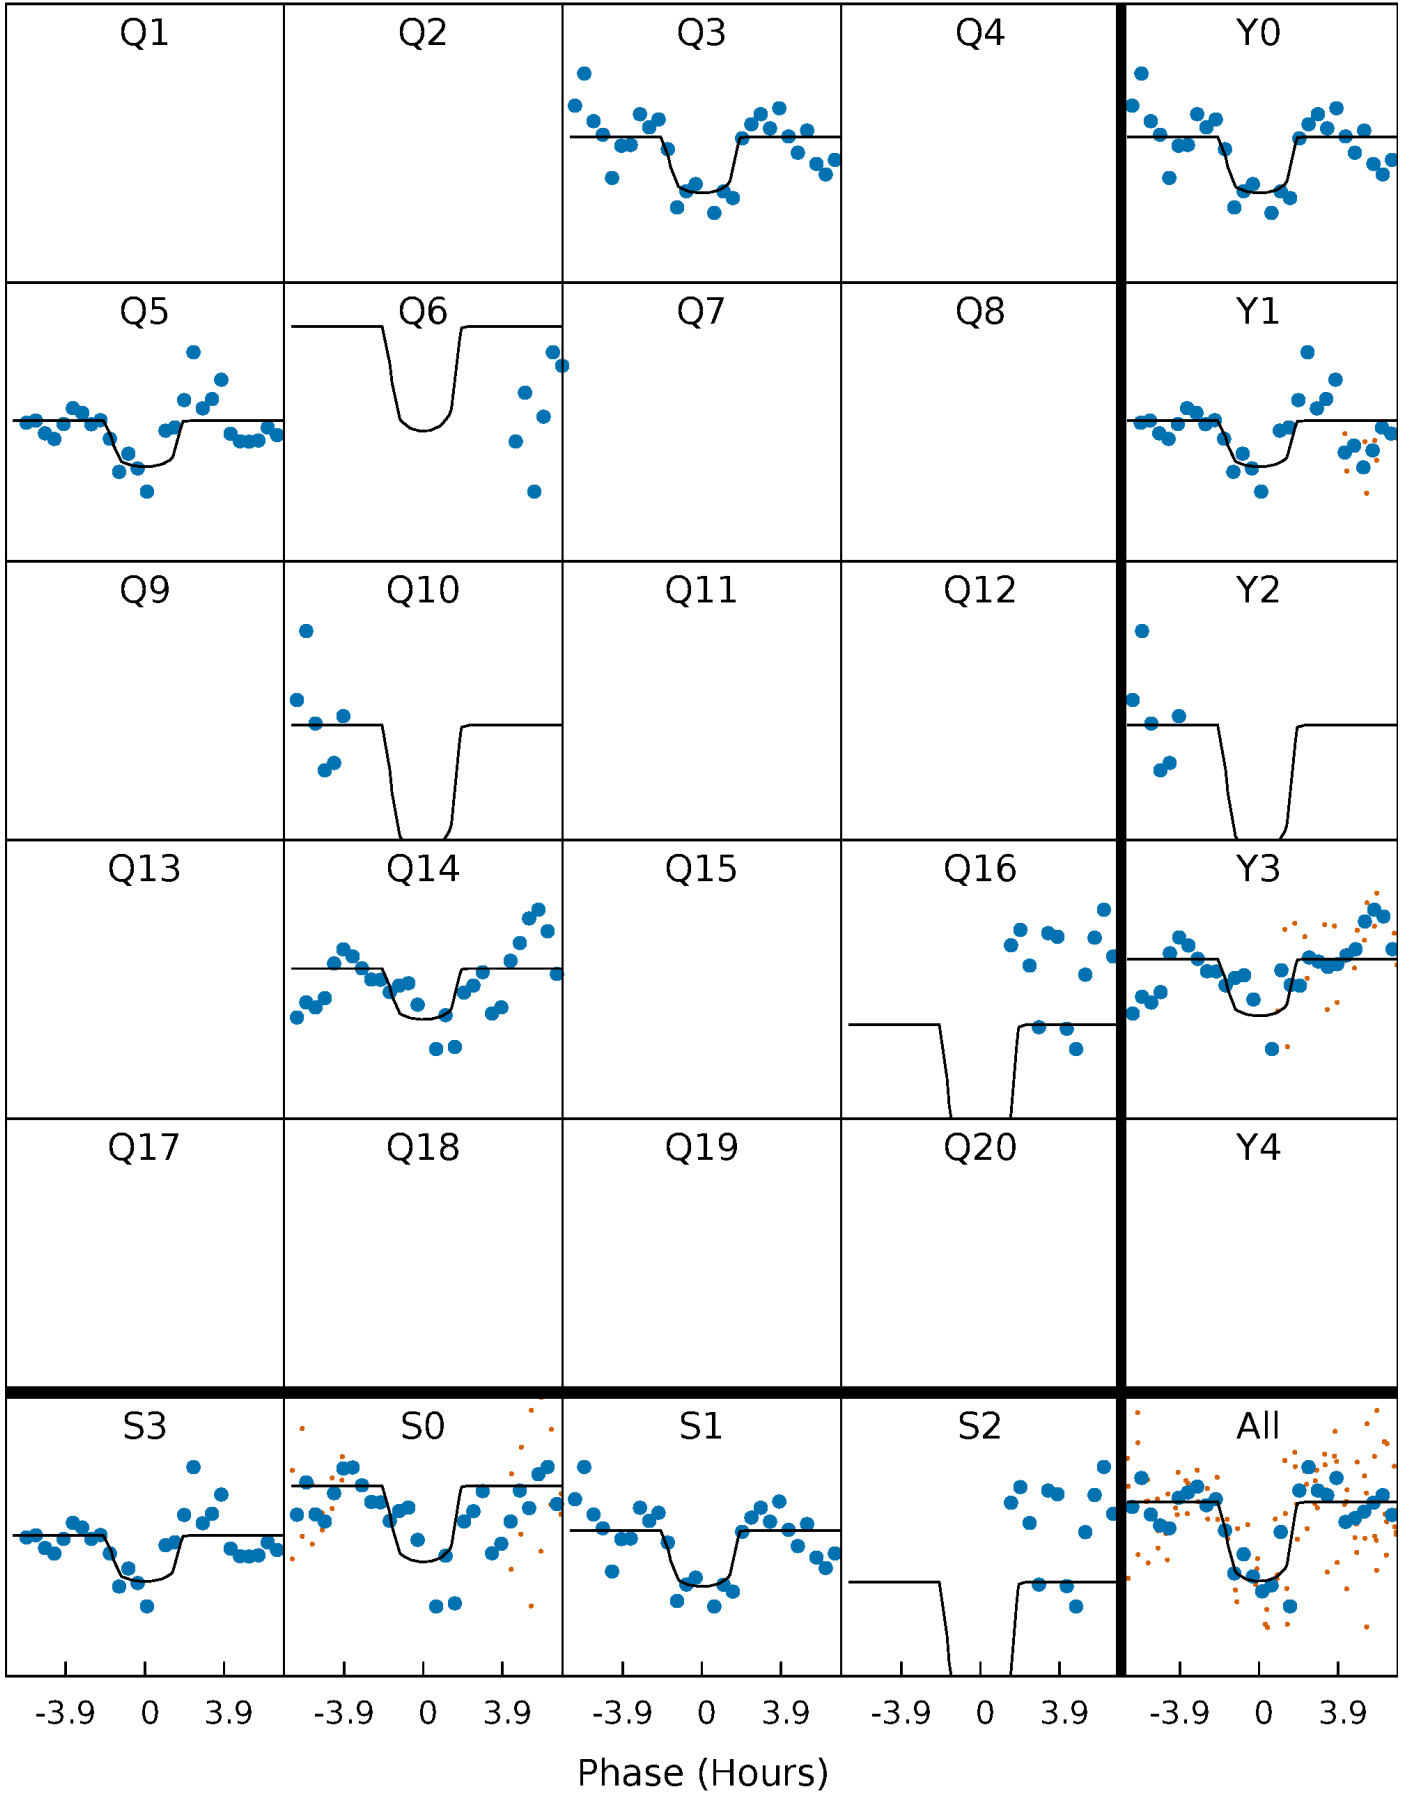 Q1 Q2 Q3 Q4 Y0
Q5 Q6 Q7 Q8 Y1
Q9 Q10 Q11 Q12 Y2
Q13 Q14 Q15 Q16 Y3
Q17 Q18 Q19 Q20 Y4
S3 S0 S1 S2 All
-3.9 0 3.9 -3.9 0 3.9 -3.9 0 3.9 -3.9 0 3.9 -3.9 0 3.9
Phase (Hours)